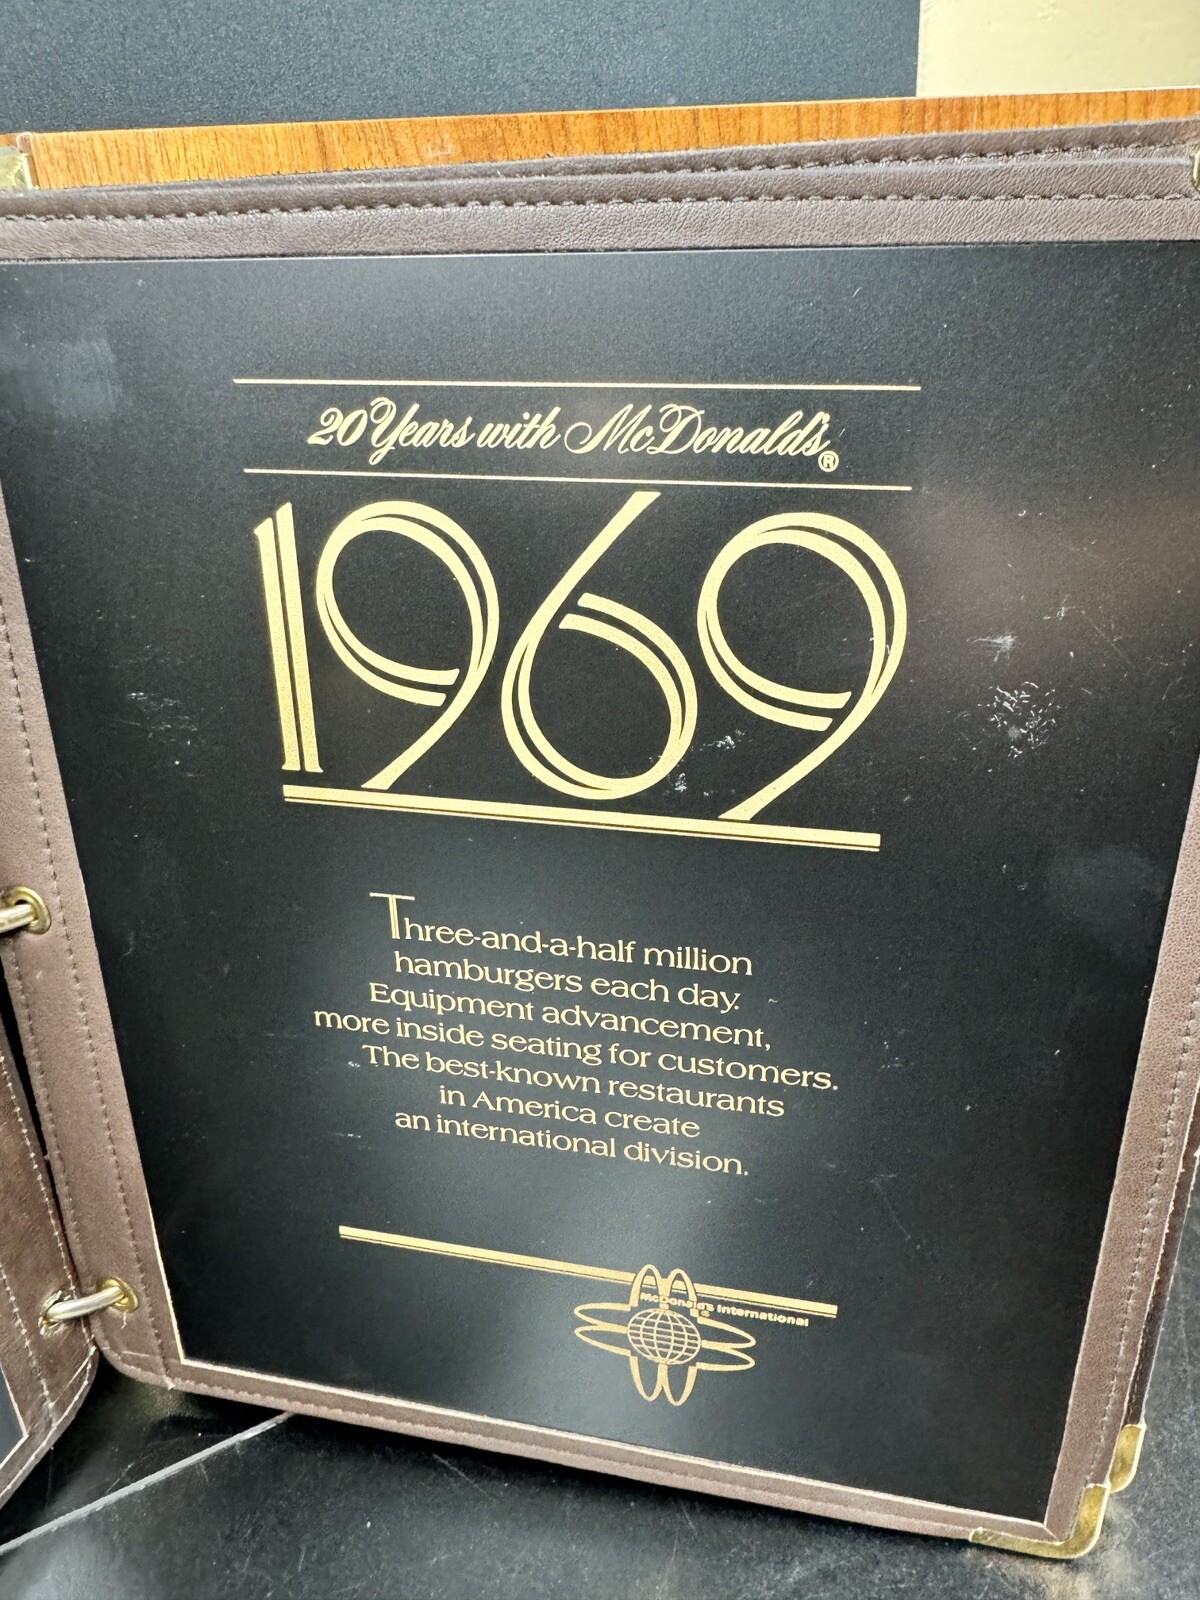 20 Years with McDonald's®
1969
Three-and-a-half million
hamburgers each day.
Equipment advancement,
more inside seating for customers.
The best-known restaurants
in America create
an international division.
McDonald's International